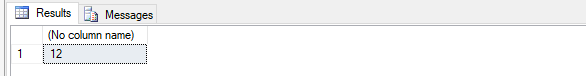 Results Messages
(No column name)
1 12